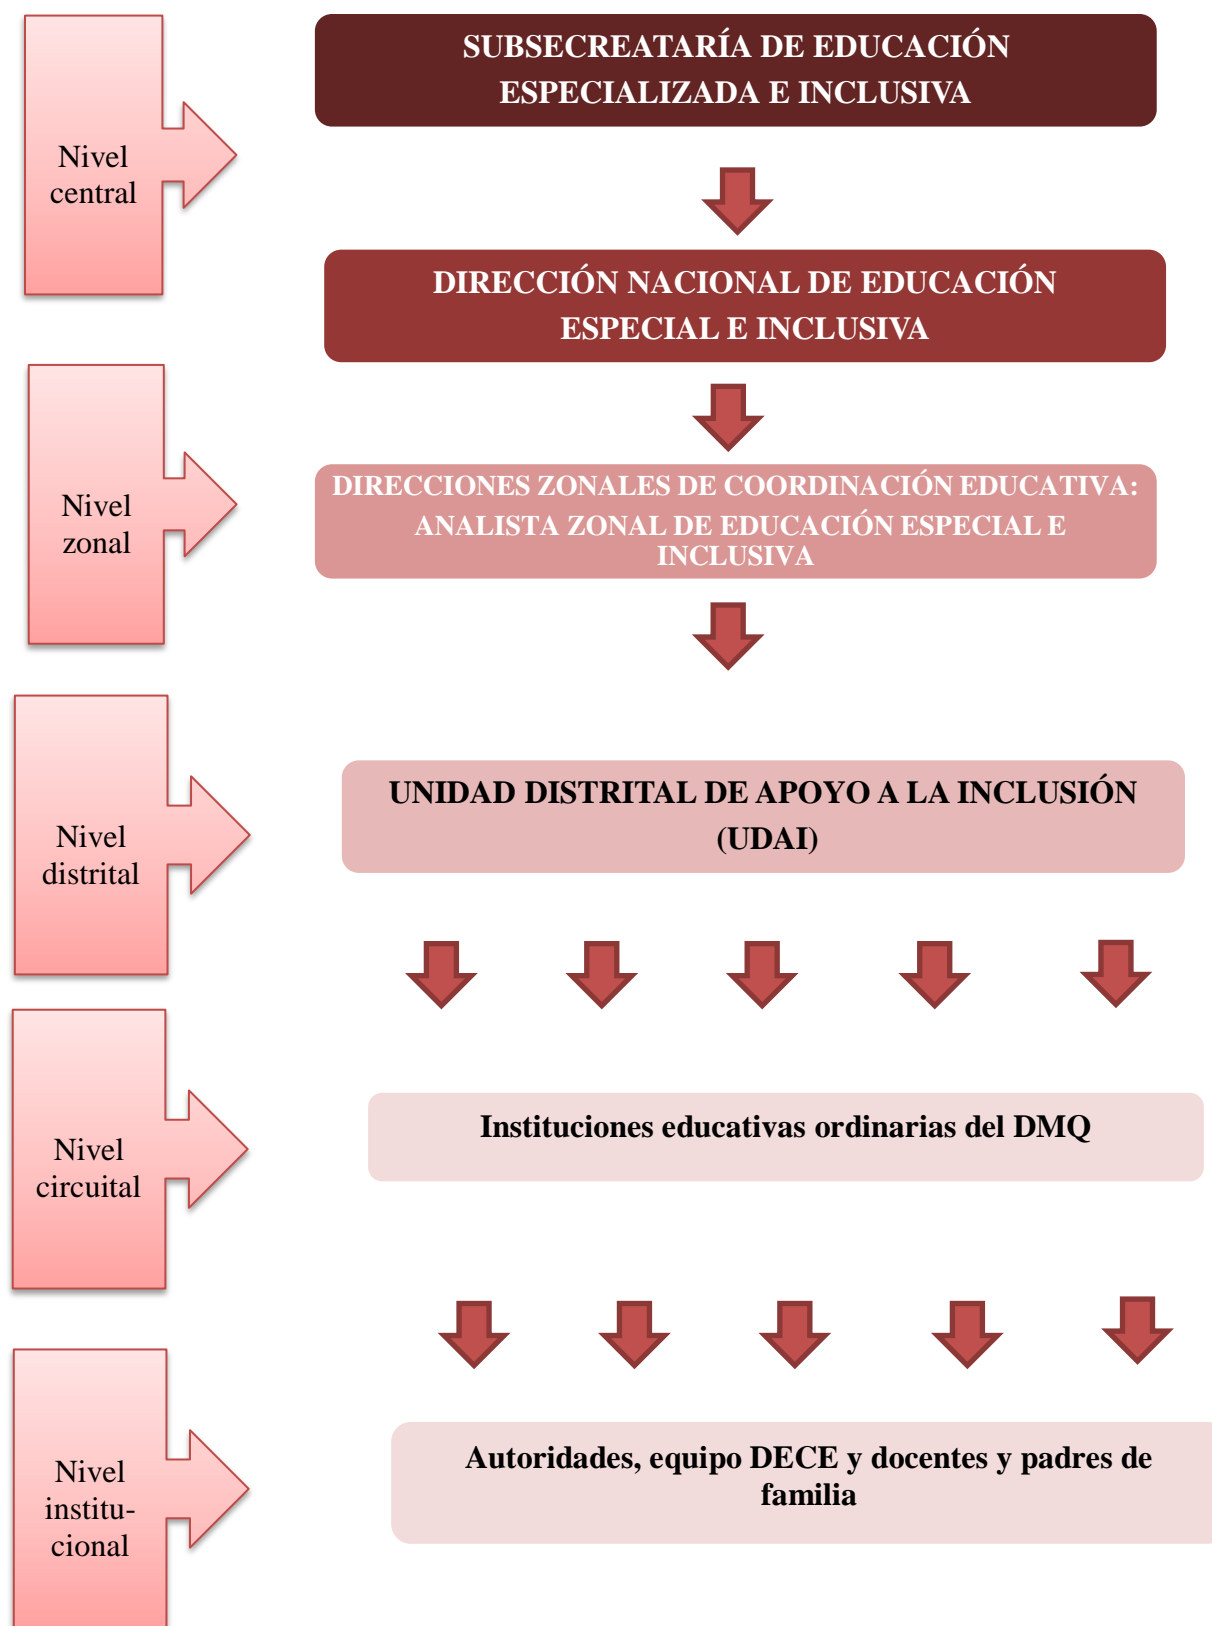 SUBSECREATARÍA DE EDUCACIÓN
ESPECIALIZADA E INCLUSIVA
Nivel
central
DIRECCIÓN NACIONAL DE EDUCACIÓN
ESPECIAL E INCLUSIVA
DIRECCIONES ZONALES DE COORDINACIÓN EDUCATIVA:
ANALISTA ZONAL DE EDUCACIÓN ESPECIAL E
INCLUSIVA
Nivel
zonal
UNIDAD DISTRITAL DE APOYO A LA INCLUSIÓN
(UDAI)
Nivel
distrital
Instituciones educativas ordinarias del DMQ
Nivel
circuital
Autoridades, equipo DECE y docentes y padres de
familia
Nivel
institu-
cional